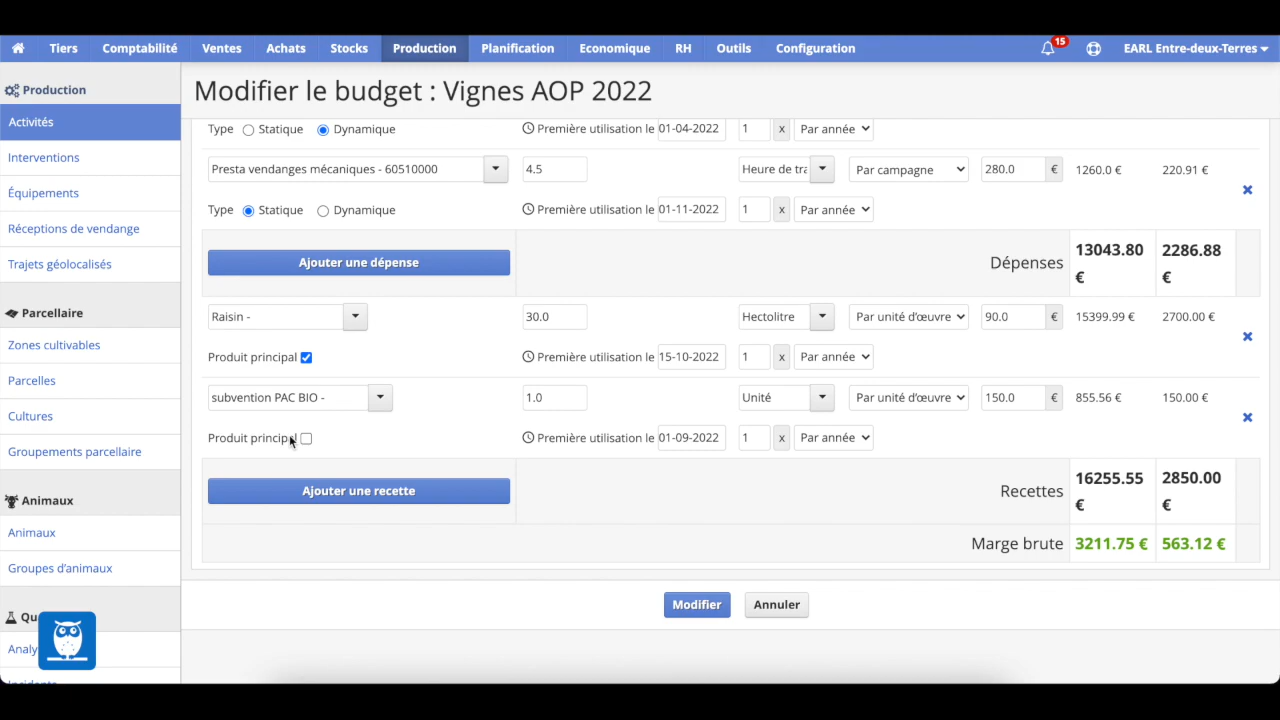 Tiers Comptabilité Ventes Achats Stocks Production Planification Economique RH Outils Configuration 15 EARL Entre-deux-Terres
Production
Activités
Interventions
Équipements
Réceptions de vendange
Trajets géolocalisés
Parcellaire
Zones cultivables
Parcelles
Cultures
Groupements parcellaire
Animaux
Animaux
Groupes d'animaux
Qu
Analy
Modifier le budget : Vignes AOP 2022
Type Statique Dynamique Première utilisation le 01-04-2022 1 x Par année
Presta vendanges mécaniques - 60510000 4.5 Heure de tra Par campagne 280.0 € 1260.0 € 220.91 €
Type Statique Dynamique Première utilisation le 01-11-2022 1 x Par année
Ajouter une dépense Dépenses 13043.80 € 2286.88 €
Raisin - 30.0 Hectolitre Par unité d'œuvre 90.0 € 15399.99 € 2700.00 €
Produit principal Première utilisation le 15-10-2022 1 x Par année
subvention PAC BIO - 1.0 Unité Par unité d'œuvre 150.0 € 855.56 € 150.00 €
Produit principal Première utilisation le 01-09-2022 1 x Par année
Ajouter une recette Recettes 16255.55 € 2850.00 €
Marge brute 3211.75 € 563.12 €
Modifier Annuler